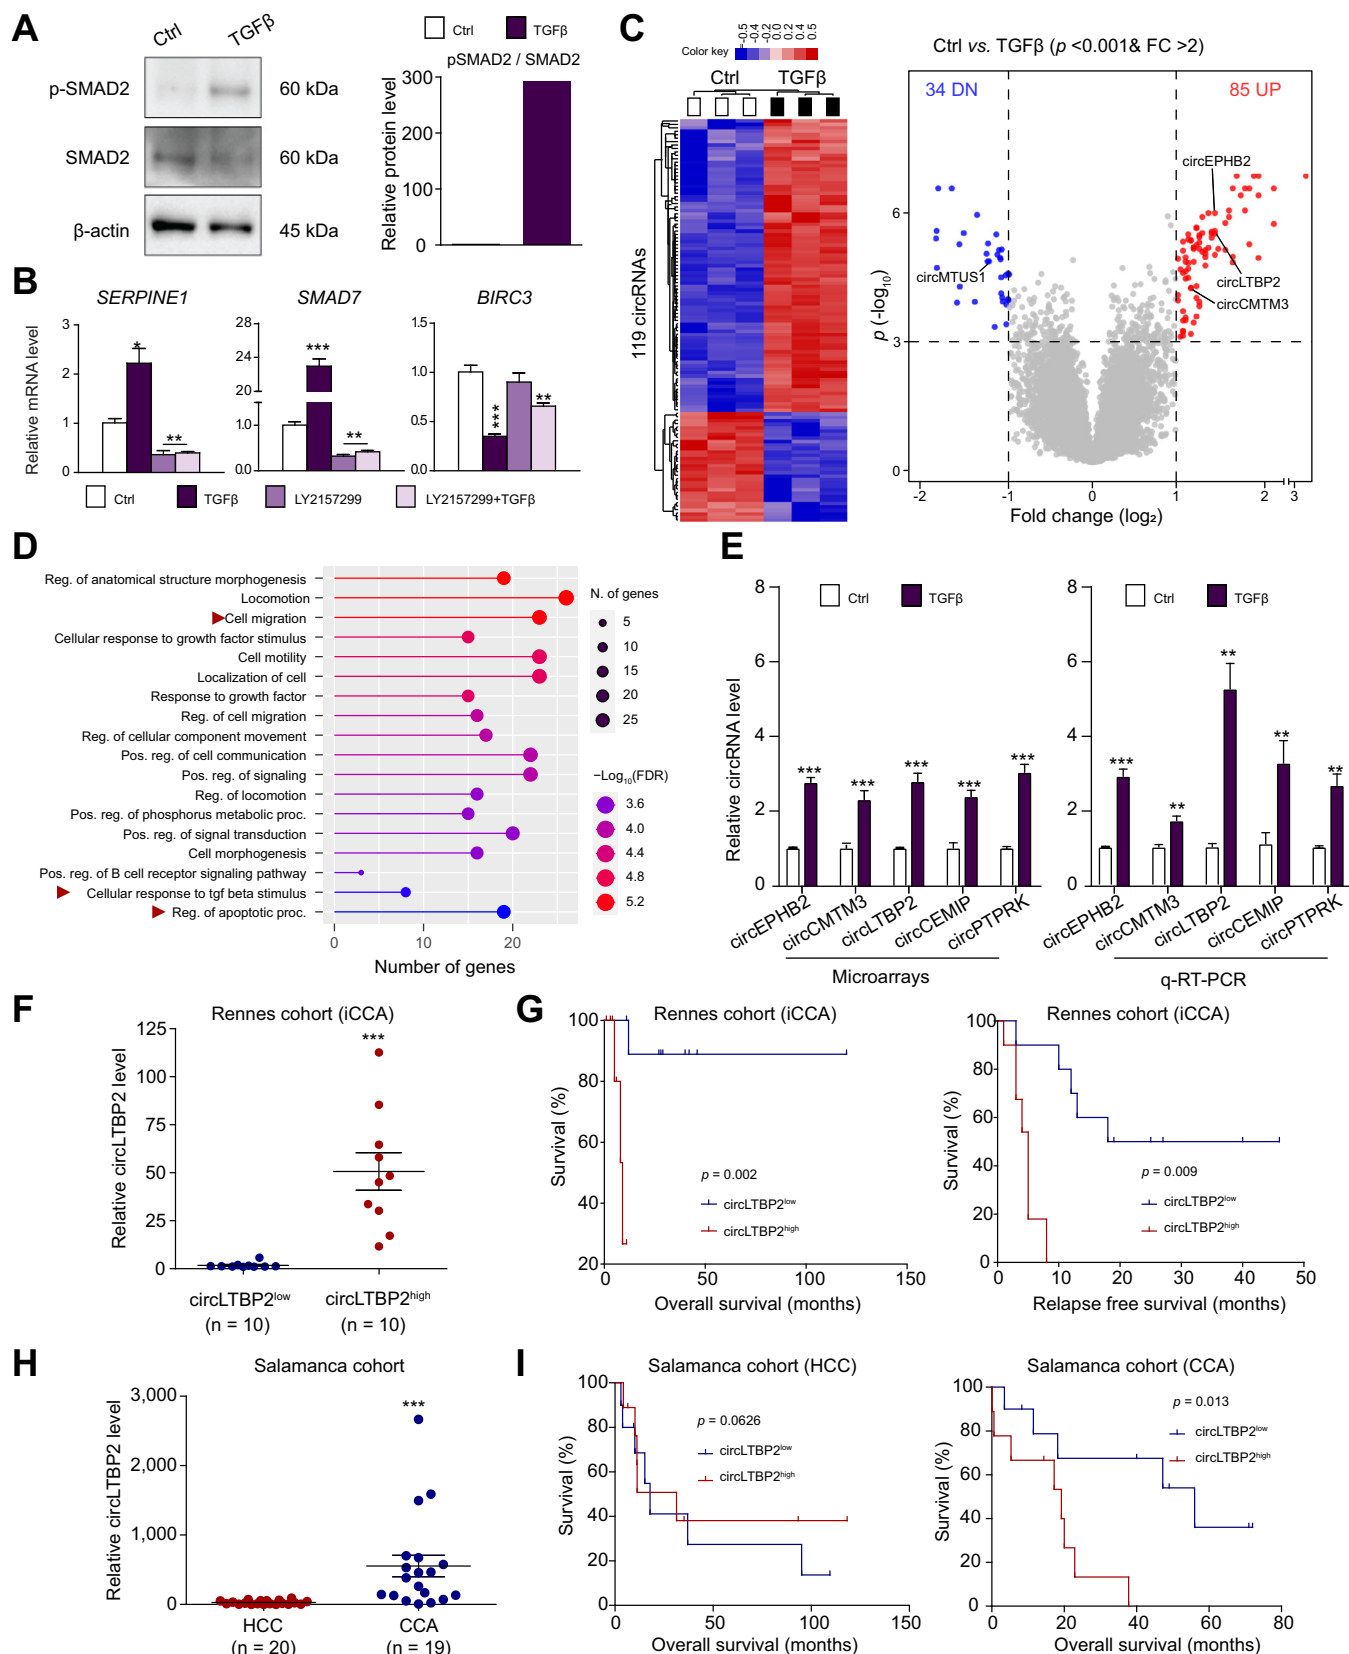 A
Ctrl
TGFβ
p-SMAD2
60 kDa
SMAD2
60 kDa
β-actin
45 kDa
Ctrl
TGFβ
pSMAD2 / SMAD2
Relative protein level
300
200
100
0
B
SERPINE1
SMAD7
BIRC3
Relative mRNA level
3
2
1
0
*
**
28
24
20
1.0
0.0
***
**
1.5
1.0
0.5
0.0
***
**
Ctrl
TGFβ
LY2157299
LY2157299+TGFβ
C
Color key
-0.5
-0.4
-0.2
0.0
0.4
0.5
Ctrl
TGFβ
119 circRNAs
Ctrl vs. TGFβ (p <0.001& FC >2)
34 DN
85 UP
circEPHB2
circMTUS1
circLTBP2
circCMTM3
p (-log10)
6
3
0
-2
-1
0
1
2
3
Fold change (log2)
D
Reg. of anatomical structure morphogenesis
Locomotion
Cell migration
Cellular response to growth factor stimulus
Cell motility
Localization of cell
Response to growth factor
Reg. of cell migration
Reg. of cellular component movement
Pos. reg. of cell communication
Pos. reg. of signaling
Reg. of locomotion
Pos. reg. of phosphorus metabolic proc.
Pos. reg. of signal transduction
Cell morphogenesis
Pos. reg. of B cell receptor signaling pathway
Cellular response to tgf beta stimulus
Reg. of apoptotic proc.
0
10
20
Number of genes
N. of genes
5
10
15
20
25
−Log10(FDR)
3.6
4.0
4.4
4.8
5.2
E
Relative circRNA level
8
6
4
2
0
Ctrl
TGFβ
***
***
***
***
***
circEPHB2
circCMTM3
circLTBP2
circCEMIP
circPTPRK
Microarrays
8
6
4
2
0
Ctrl
TGFβ
***
**
**
**
**
circEPHB2
circCMTM3
circLTBP2
circCEMIP
circPTPRK
q-RT-PCR
F
Rennes cohort (iCCA)
Relative circLTBP2 level
125
100
75
50
25
0
***
circLTBP2low
(n = 10)
circLTBP2high
(n = 10)
G
Rennes cohort (iCCA)
Survival (%)
100
80
60
40
20
p = 0.002
circLTBP2low
circLTBP2high
0
50
100
150
Overall survival (months)
Rennes cohort (iCCA)
Survival (%)
100
80
60
40
20
0
p = 0.009
circLTBP2low
circLTBP2high
0
10
20
30
40
50
Relapse free survival (months)
H
Salamanca cohort
Relative circLTBP2 level
3,000
2,000
1,000
0
***
HCC
(n = 20)
CCA
(n = 19)
I
Salamanca cohort (HCC)
Survival (%)
100
80
60
40
20
0
p = 0.0626
circLTBP2low
circLTBP2high
0
50
100
150
Overall survival (months)
Salamanca cohort (CCA)
Survival (%)
100
80
60
40
20
0
p = 0.013
circLTBP2low
circLTBP2high
0
20
40
60
80
Overall survival (months)